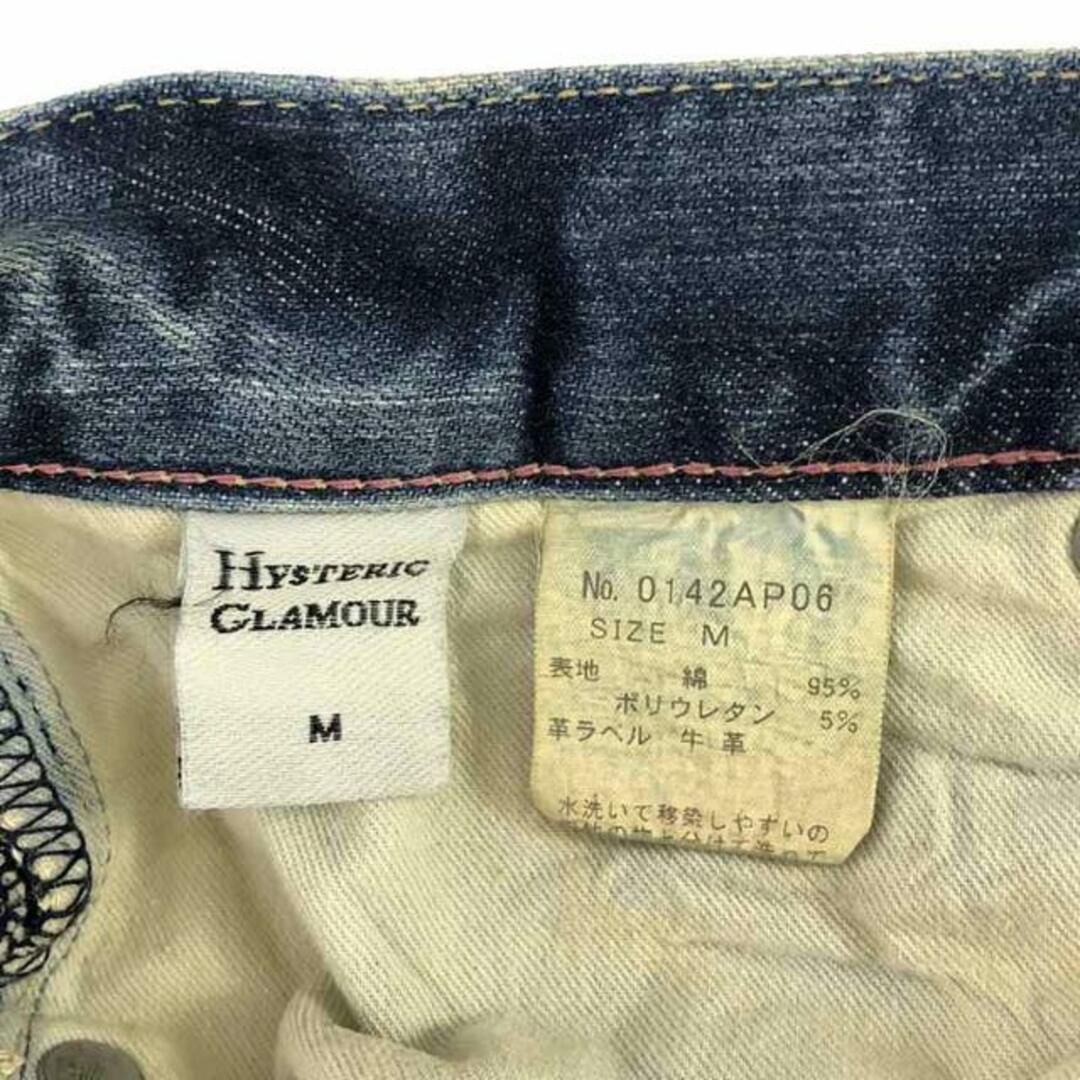 HYSTERIC
GLAMOUR
M
No. 0142AP06
SIZE M
表地 綿 95%
ポリウレタン 5%
革ラベル 牛革
水洗いで移染しやすいの